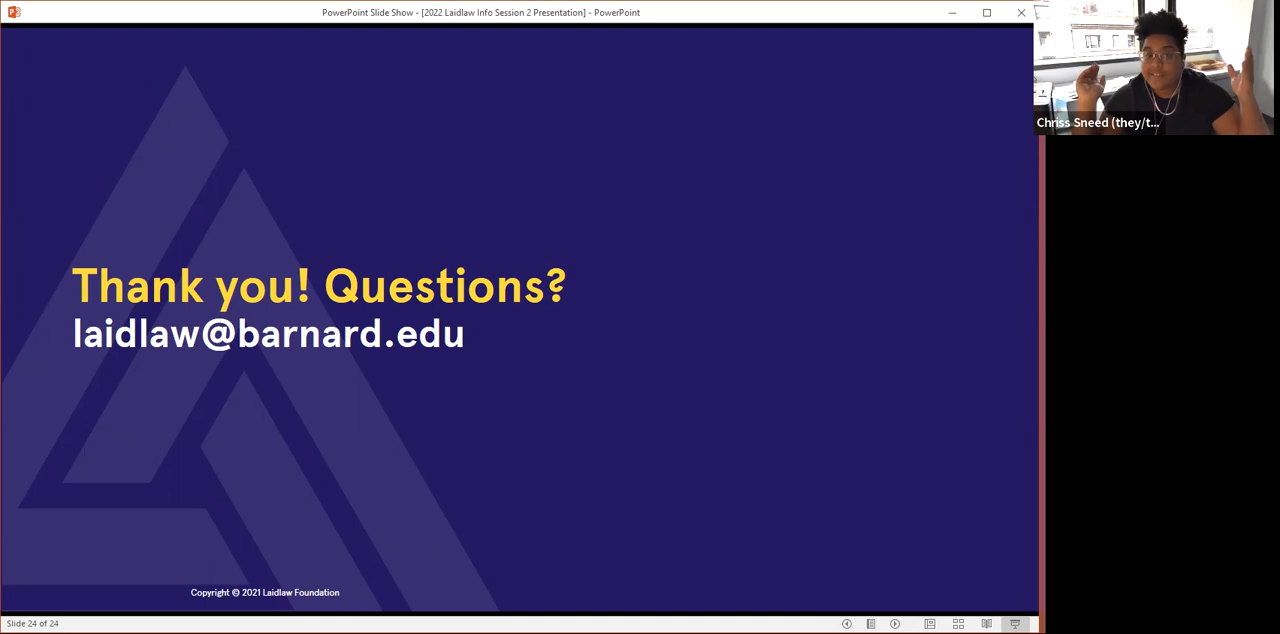 PowerPoint Slide Show - [2022 Laidlaw Info Session 2 Presentation] - PowerPoint
Chriss Sneed (they/t...
Thank you! Questions?
laidlaw@barnard.edu
Copyright © 2021 Laidlaw Foundation
Slide 24 of 24